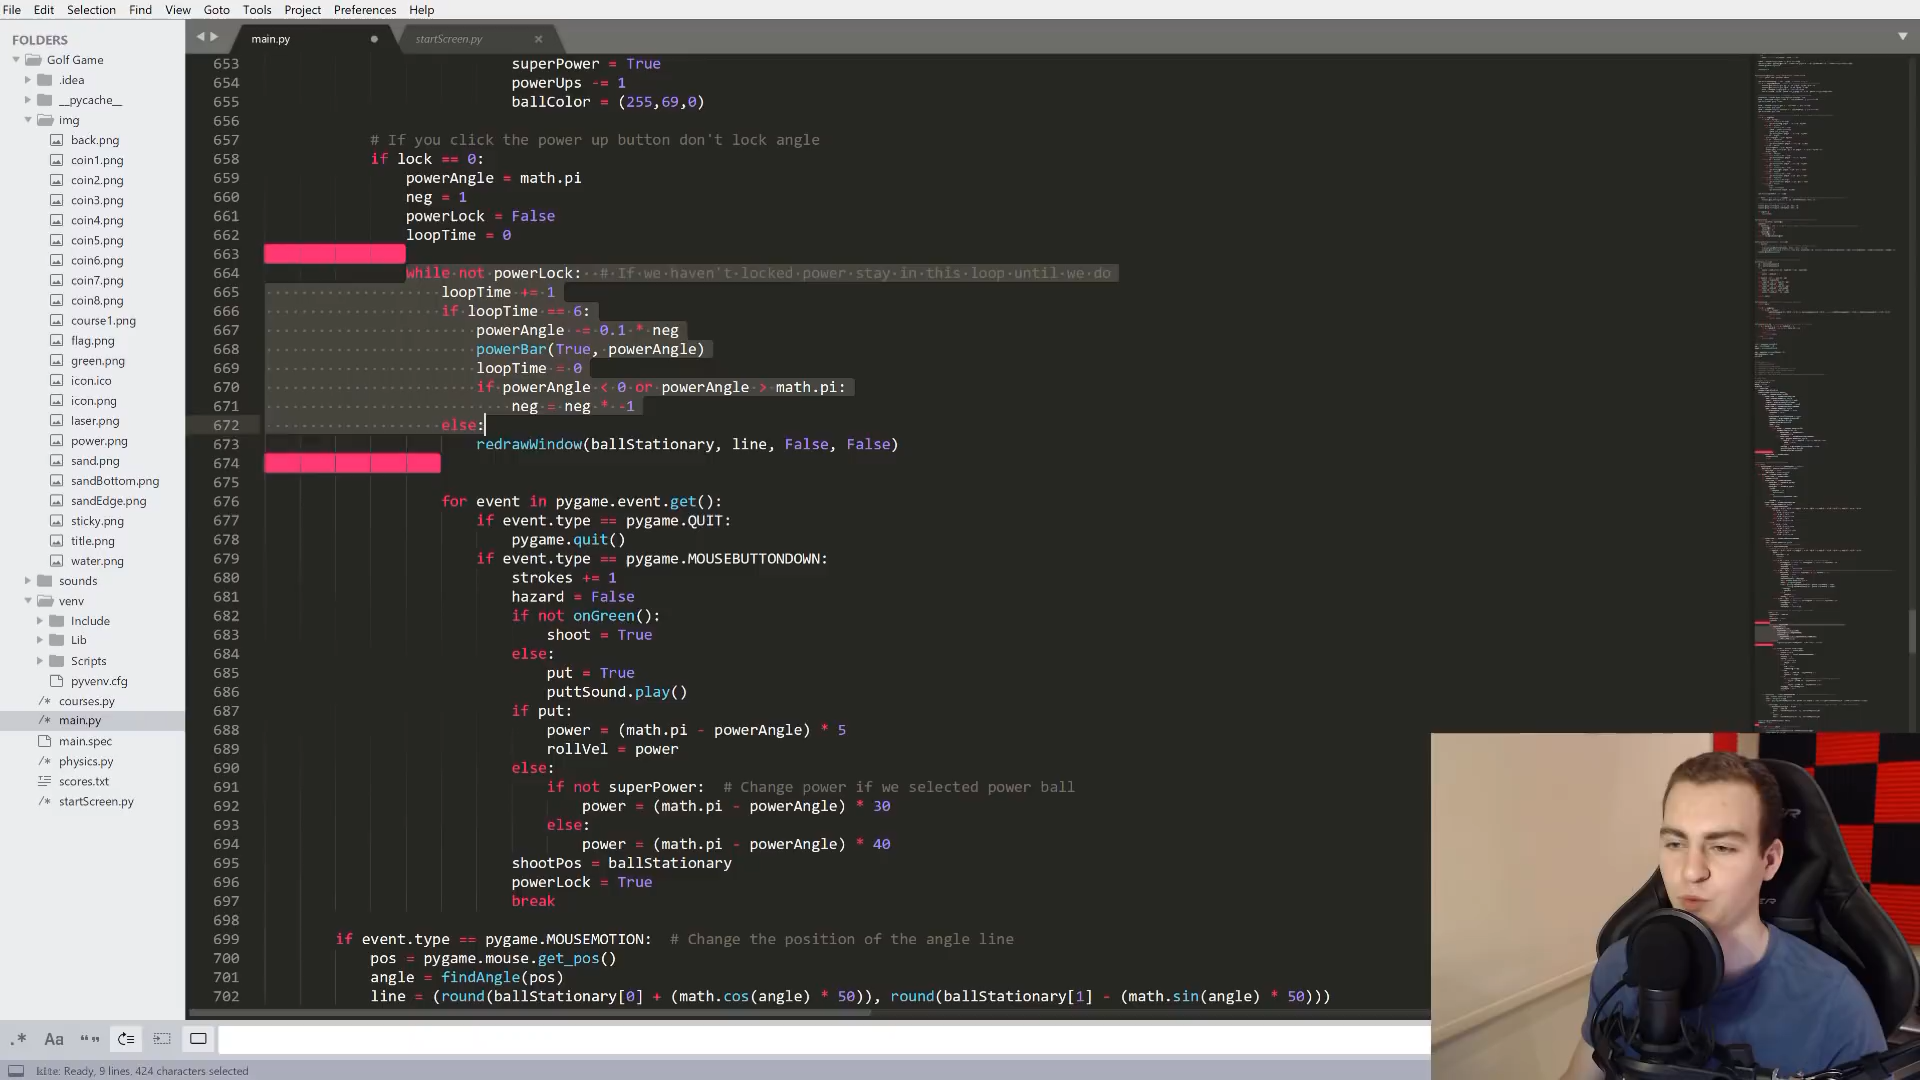 File Edit Selection Find View Goto Tools Project Preferences Help
FOLDERS
Golf Game
.idea
__pycache__
img
back.png
coin1.png
coin2.png
coin3.png
coin4.png
coin5.png
coin6.png
coin7.png
coin8.png
course1.png
flag.png
green.png
icon.ico
icon.png
laser.png
power.png
sand.png
sandBottom.png
sandEdge.png
sticky.png
title.png
water.png
sounds
venv
Include
Lib
Scripts
pyvenv.cfg
courses.py
main.py
main.spec
physics.py
scores.txt
startScreen.py
main.py startScreen.py
653 superPower = True
654 powerUps -= 1
655 ballColor = (255,69,0)
656
657 # If you click the power up button don't lock angle
658 if lock == 0:
659 powerAngle = math.pi
660 neg = 1
661 powerLock = False
662 loopTime = 0
663
664 while not powerLock: # If we haven't locked power stay in this loop until we do
665 loopTime += 1
666 if loopTime == 6:
667 powerAngle -= 0.1 * neg
668 powerBar(True, powerAngle)
669 loopTime = 0
670 if powerAngle < 0 or powerAngle > math.pi:
671 neg = neg * -1
672 else:
673 redrawWindow(ballStationary, line, False, False)
674
675
676 for event in pygame.event.get():
677 if event.type == pygame.QUIT:
678 pygame.quit()
679 if event.type == pygame.MOUSEBUTTONDOWN:
680 strokes += 1
681 hazard = False
682 if not onGreen():
683 shoot = True
684 else:
685 put = True
686 puttSound.play()
687 if put:
688 power = (math.pi - powerAngle) * 5
689 rollVel = power
690 else:
691 if not superPower: # Change power if we selected power ball
692 power = (math.pi - powerAngle) * 30
693 else:
694 power = (math.pi - powerAngle) * 40
695 shootPos = ballStationary
696 powerLock = True
697 break
698
699 if event.type == pygame.MOUSEMOTION: # Change the position of the angle line
700 pos = pygame.mouse.get_pos()
701 angle = findAngle(pos)
702 line = (round(ballStationary[0] + (math.cos(angle) * 50)), round(ballStationary[1] - (math.sin(angle) * 50)))
.* Aa
kite: Ready, 9 lines, 424 characters selected